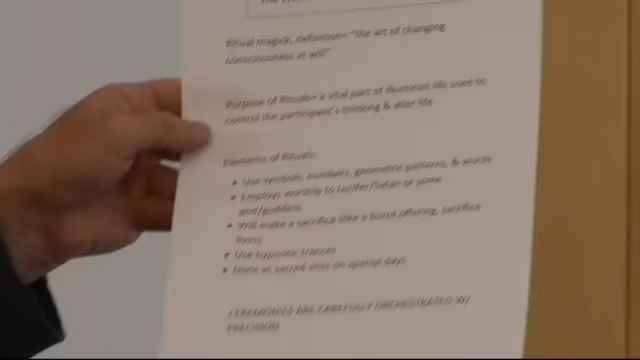 Ritual magick, definition= "the art of changing
consciousness at will"
Purpose of Rituals= a vital part of Illuminati life used to
control the participant's thinking & alter life
Elements of Rituals:
• Use symbols, numbers, geometric patterns, & words
• Employs worship to Lucifer/Satan or some
god/goddess
• Will make a sacrifice (like a burnt offering, sacrifice
• Use hypnotic trances
• Done at sacred sites on special days
CEREMONIES ARE CAREFULLY ORCHESTRATED W/
PRECISION